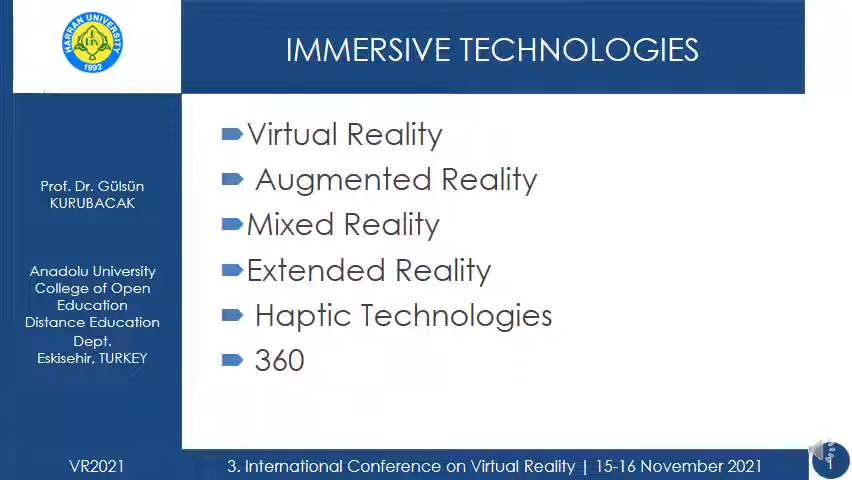 HARRAN UNIVERSITY
1992
IMMERSIVE TECHNOLOGIES
Prof. Dr. Gülsün
KURUBACAK
Anadolu University
College of Open
Education
Distance Education
Dept.
Eskisehir, TURKEY
Virtual Reality
Augmented Reality
Mixed Reality
Extended Reality
Haptic Technologies
360
VR2021
3. International Conference on Virtual Reality | 15-16 November 2021
1